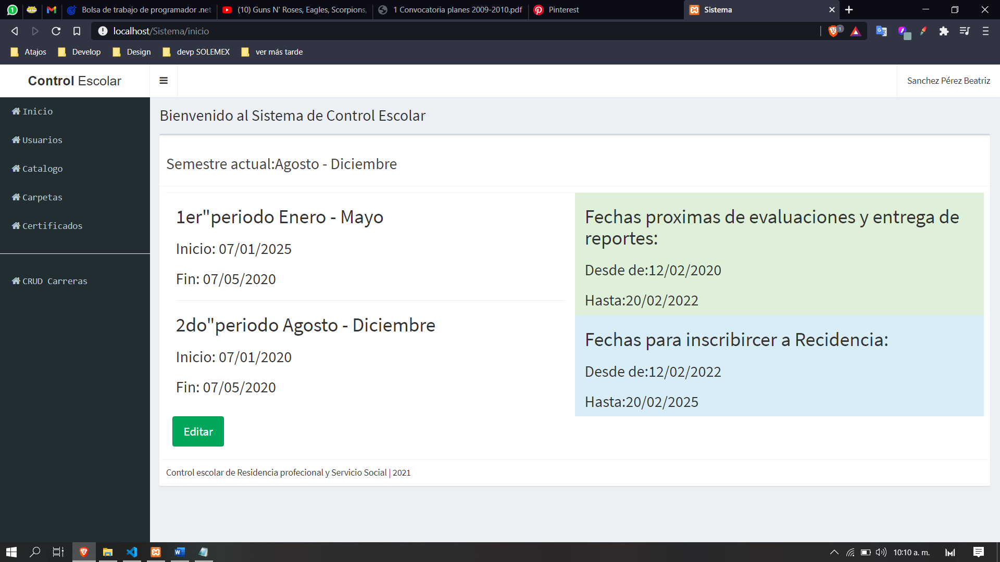 1
Bolsa de trabajo de programador .net
(10) Guns N' Roses, Eagles, Scorpions,
1 Convocatoria planes 2009-2010.pdf
Pinterest
Sistema
localhost/Sistema/inicio
1
Atajos
Develop
Design
devp SOLEMEX
ver más tarde
Control Escolar
Sanchez Pérez Beatriz
Inicio
Usuarios
Catalogo
Carpetas
Certificados
CRUD Carreras
Bienvenido al Sistema de Control Escolar
Semestre actual:Agosto - Diciembre
1er"periodo Enero - Mayo
Inicio: 07/01/2025
Fin: 07/05/2020
2do"periodo Agosto - Diciembre
Inicio: 07/01/2020
Fin: 07/05/2020
Editar
Fechas proximas de evaluaciones y entrega de
reportes:
Desde de:12/02/2020
Hasta:20/02/2022
Fechas para inscribircer a Recidencia:
Desde de:12/02/2022
Hasta:20/02/2025
Control escolar de Residencia profecional y Servicio Social | 2021
10:10 a. m.